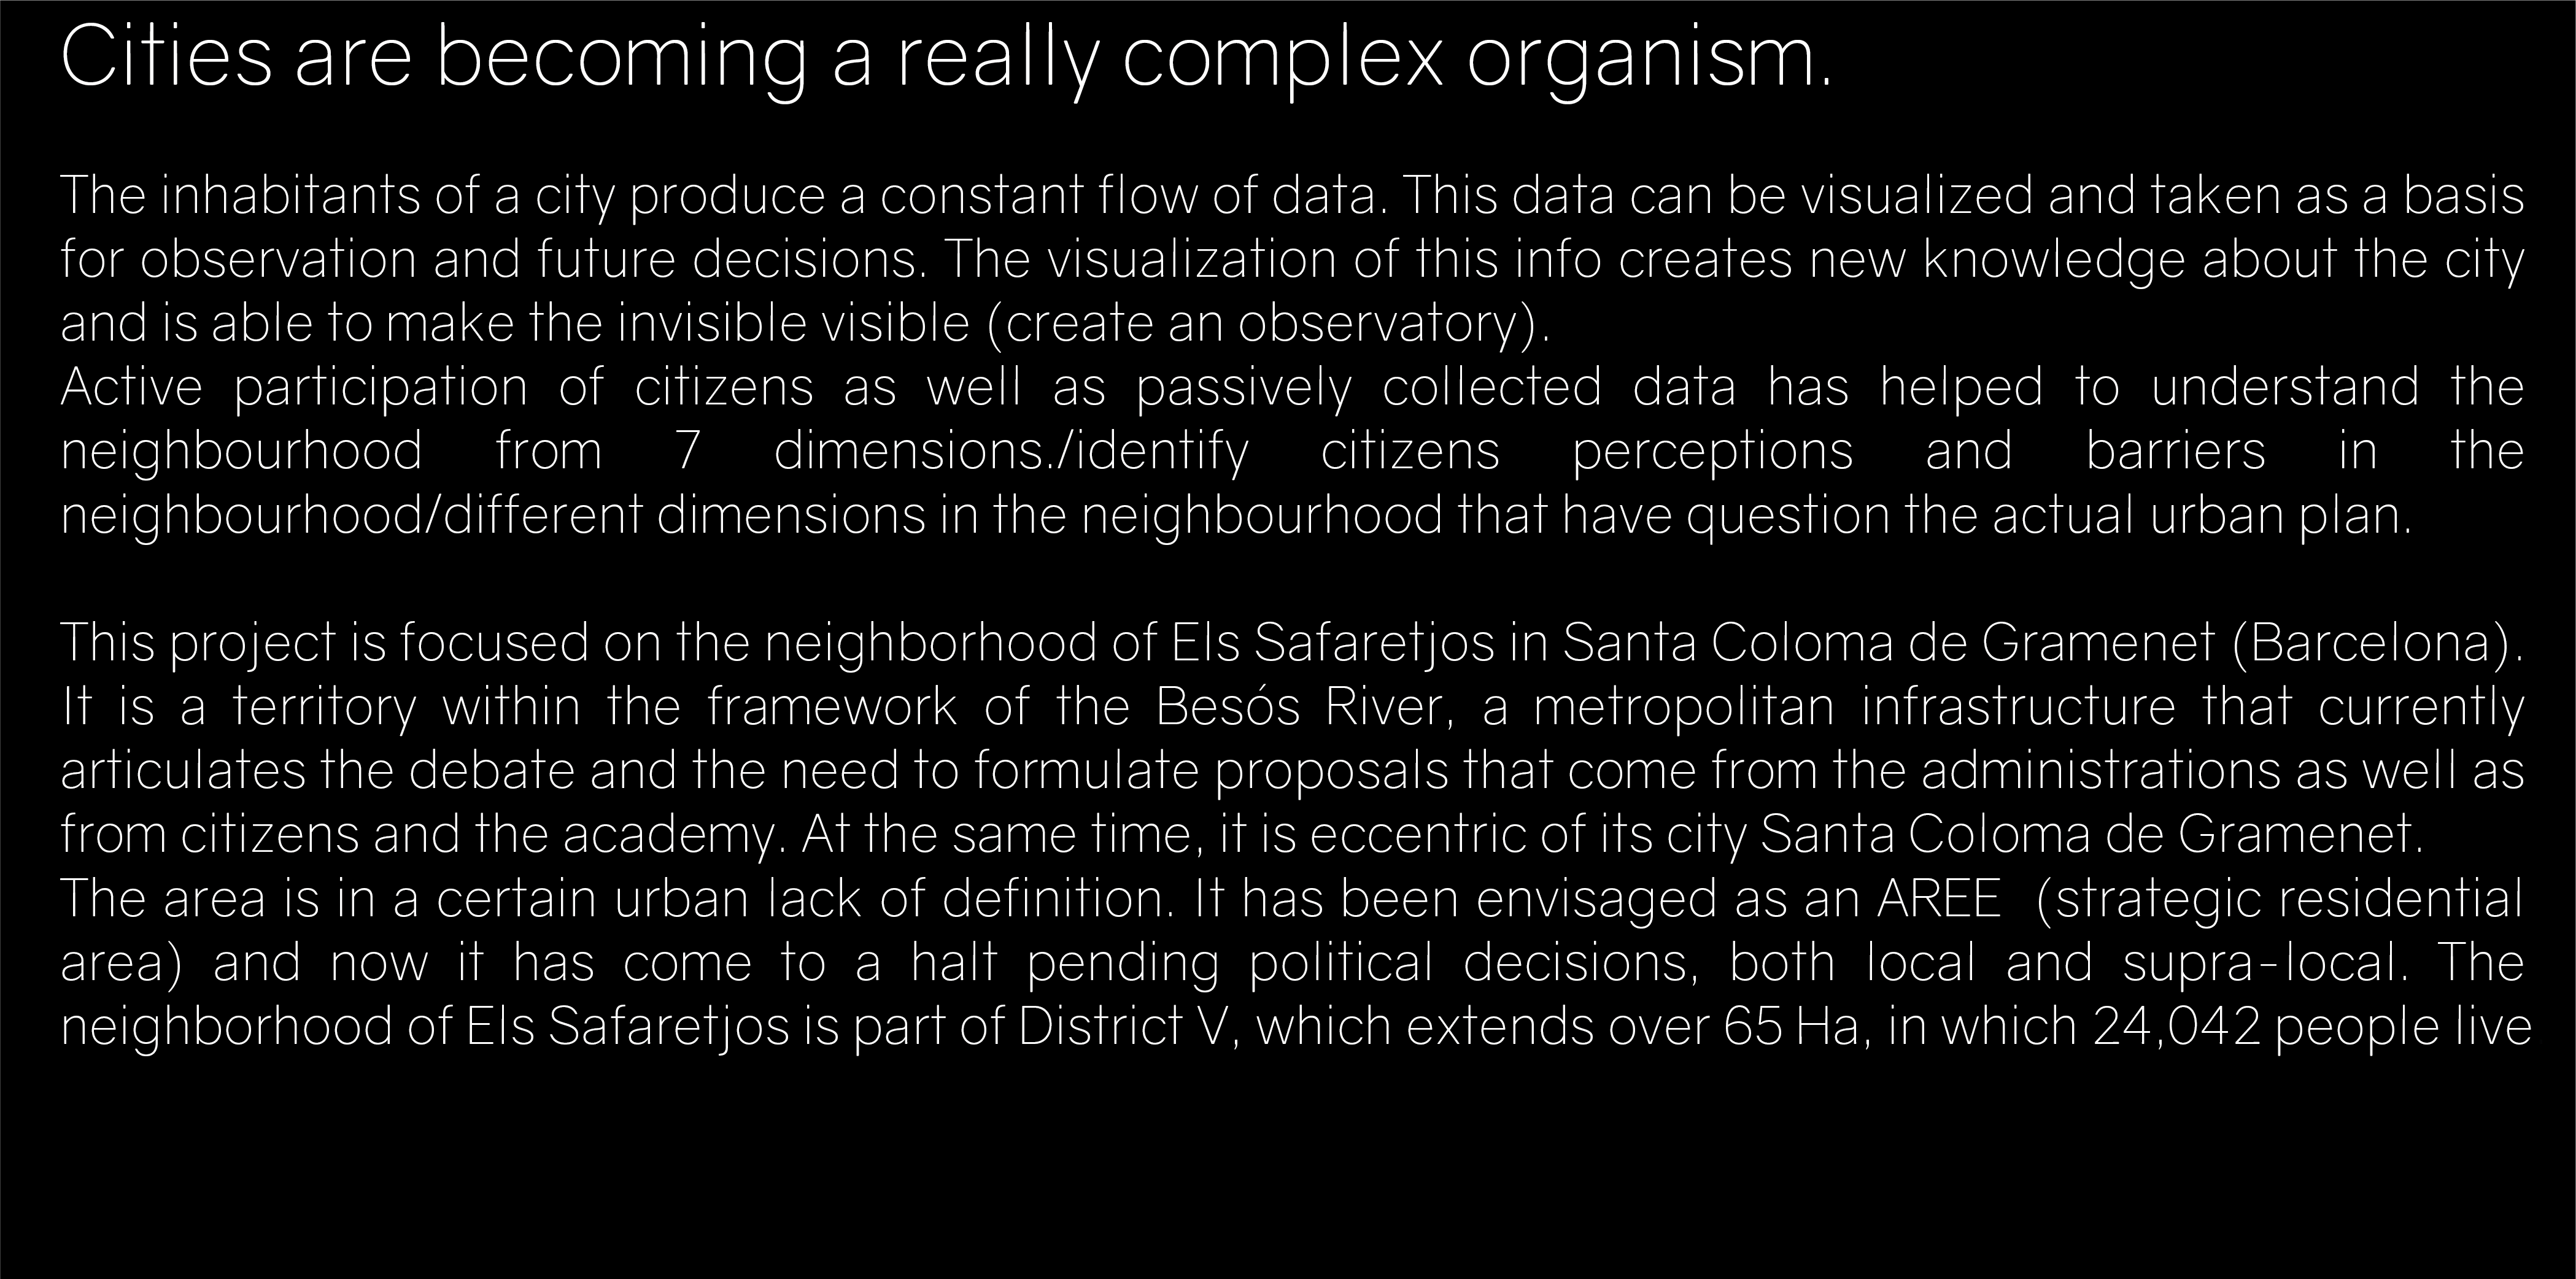 Cities are becoming a really complex organism.
The inhabitants of a city produce a constant flow of data. This data can be visualized and taken as a basis
for observation and future decisions. The visualization of this info creates new knowledge about the city
and is able to make the invisible visible (create an observatory).
Active participation of citizens as well as passively collected data has helped to understand the
neighbourhood from 7 dimensions./identify citizens perceptions and barriers in the
neighbourhood/different dimensions in the neighbourhood that have question the actual urban plan.
This project is focused on the neighborhood of Els Safaretjos in Santa Coloma de Gramenet (Barcelona).
It is a territory within the framework of the Besós River, a metropolitan infrastructure that currently
articulates the debate and the need to formulate proposals that come from the administrations as well as
from citizens and the academy. At the same time, it is eccentric of its city Santa Coloma de Gramenet.
The area is in a certain urban lack of definition. It has been envisaged as an AREE (strategic residential
area) and now it has come to a halt pending political decisions, both local and supra-local. The
neighborhood of Els Safaretjos is part of District V, which extends over 65 Ha, in which 24,042 people live